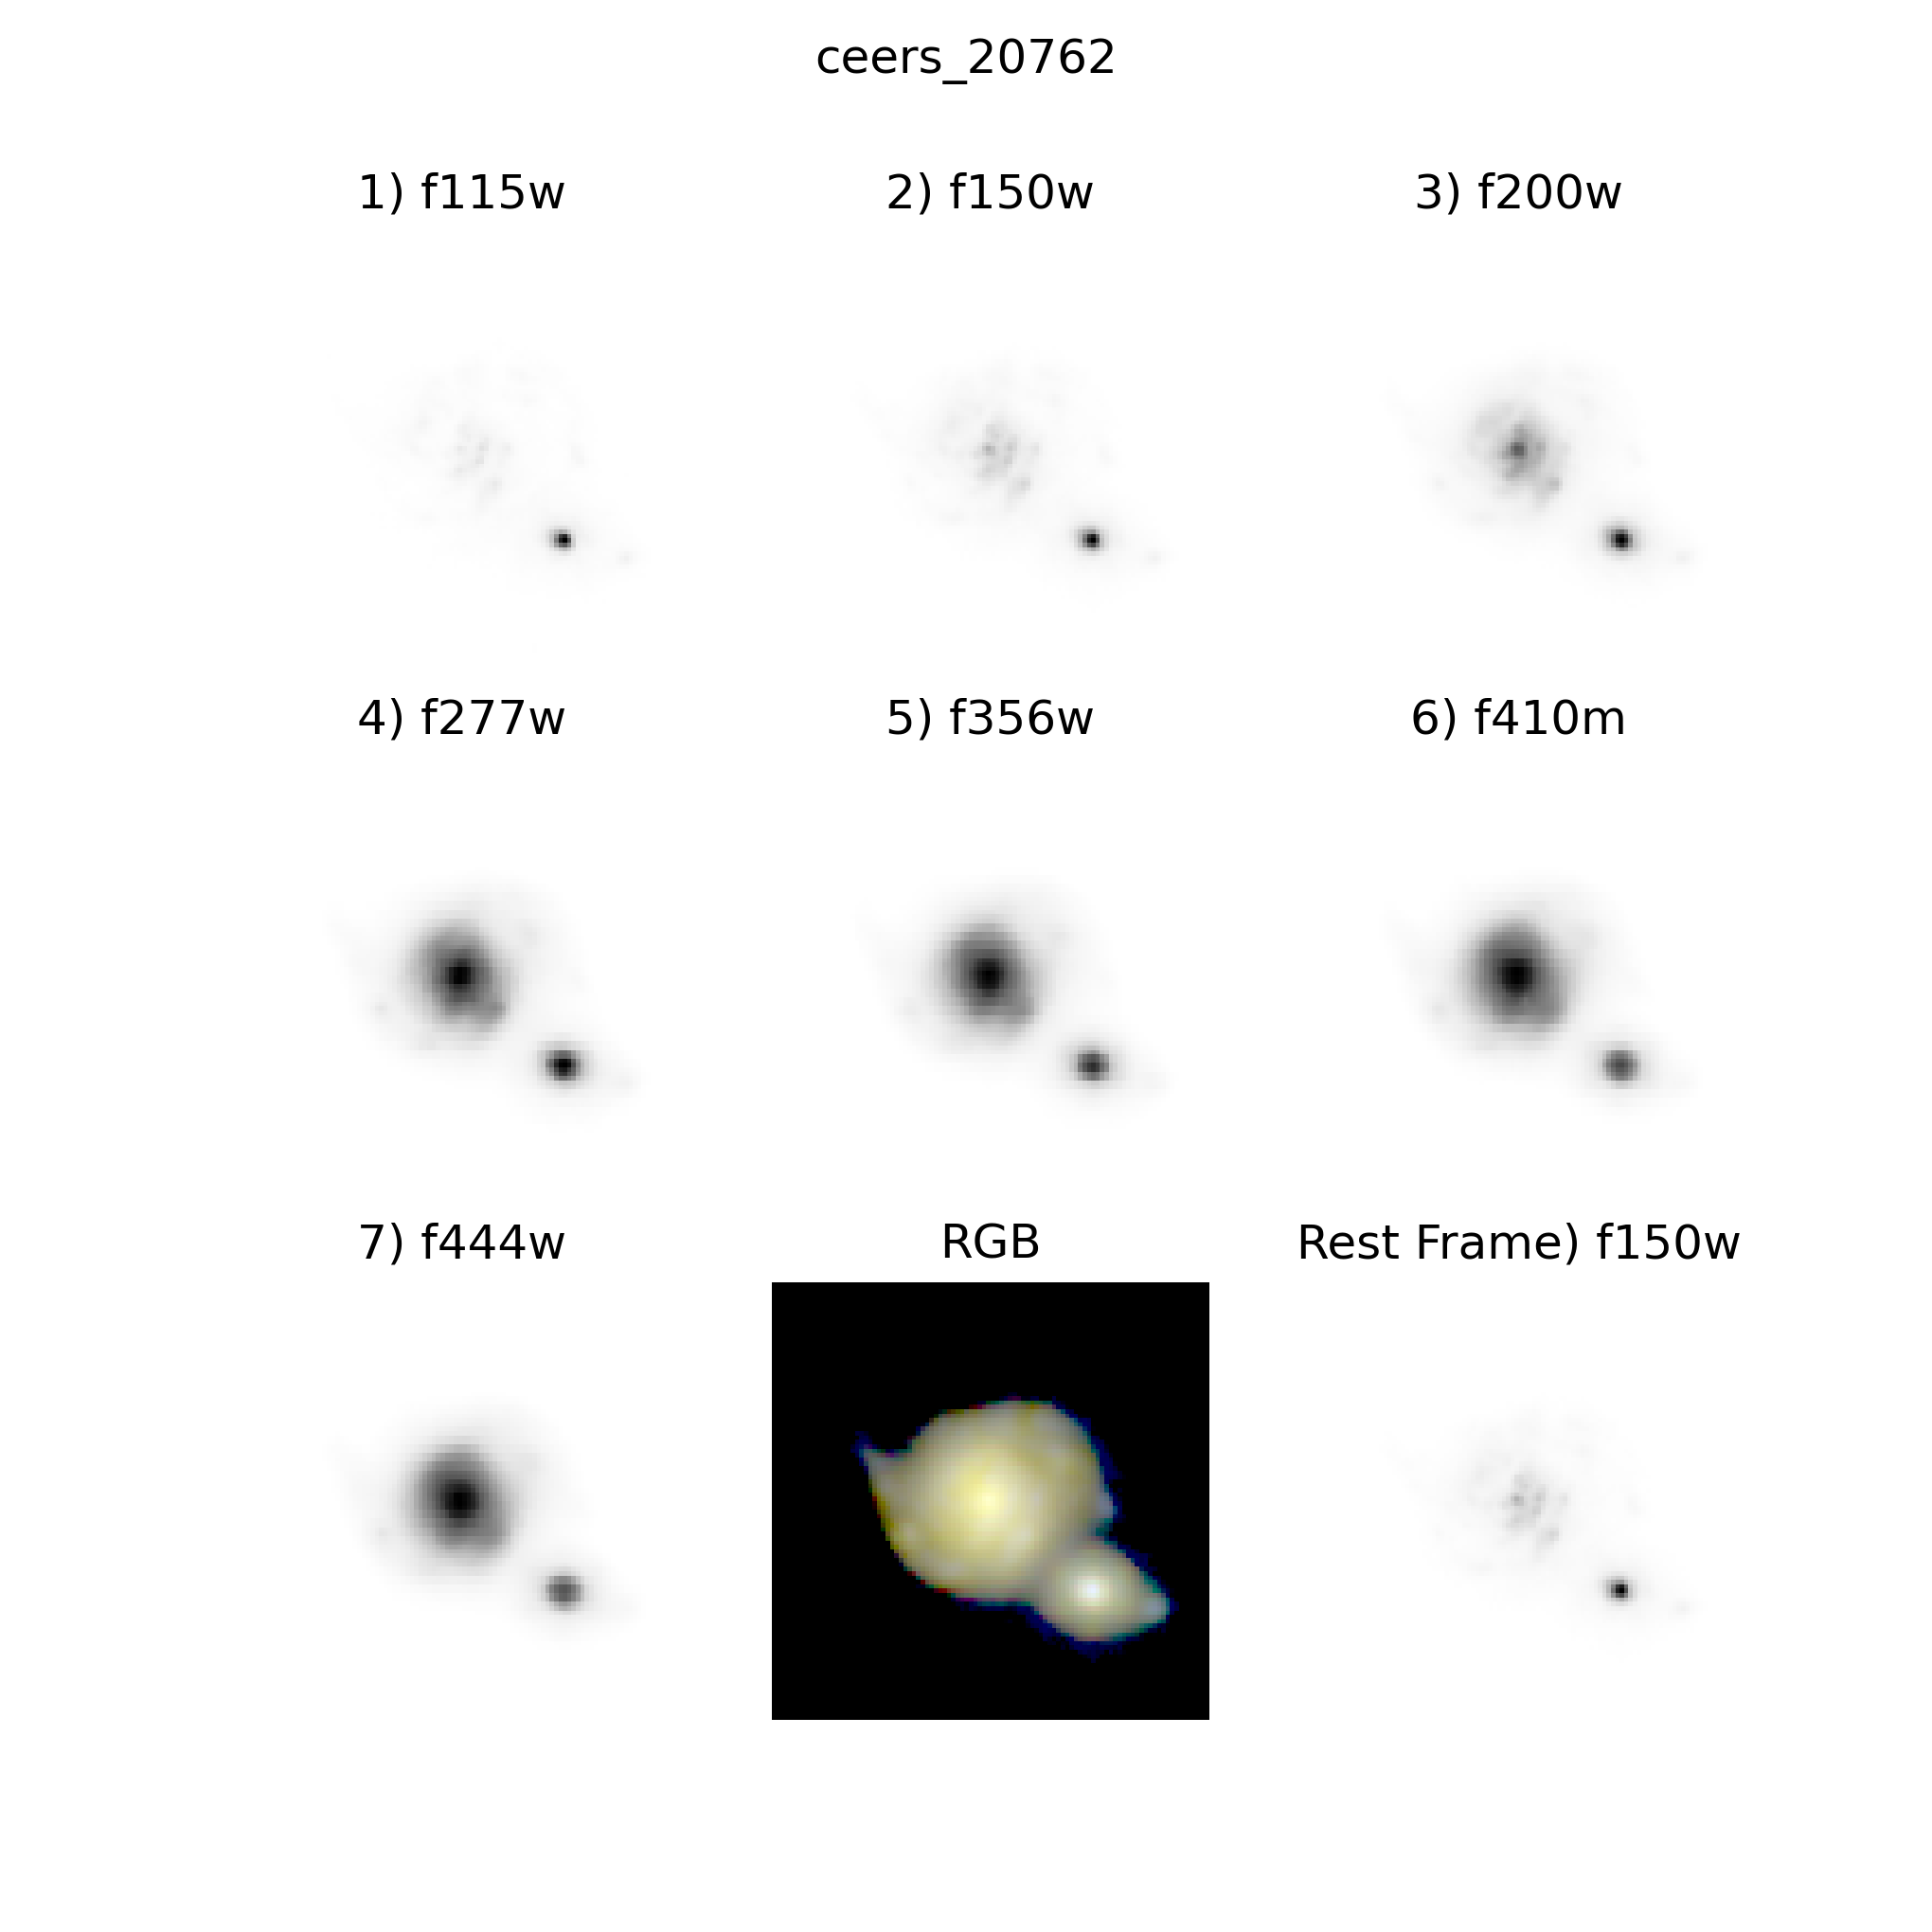 ceers_20762
1) f115w
2) f150w
3) f200w
4) f277w
5) f356w
6) f410m
7) f444w
RGB
Rest Frame) f150w